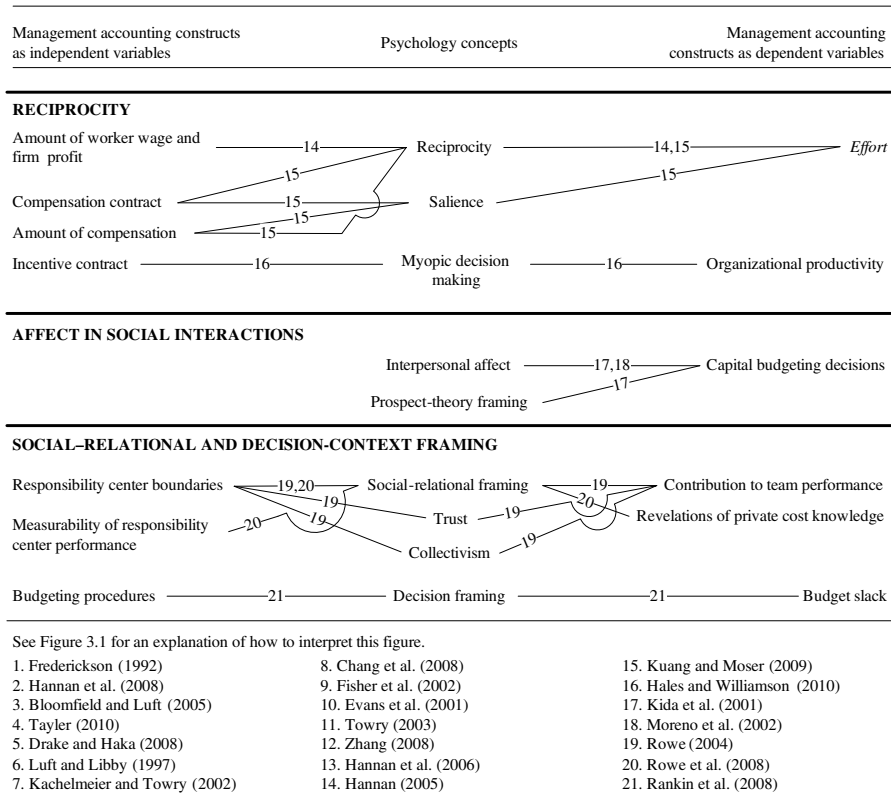 Management accounting constructs
as independent variables
Psychology concepts
Management accounting
constructs as dependent variables
RECIPROCITY
Amount of worker wage and
firm profit
14
Reciprocity
14,15
Effort
15
Compensation contract
15
Salience
15
15
Amount of compensation
15
Incentive contract
16
Myopic decision
making
16
Organizational productivity
AFFECT IN SOCIAL INTERACTIONS
Interpersonal affect
17,18
Capital budgeting decisions
17
Prospect-theory framing
SOCIAL–RELATIONAL AND DECISION-CONTEXT FRAMING
Responsibility center boundaries
19,20
Social-relational framing
19
Contribution to team performance
19
20
Measurability of responsibility
center performance
20
19
Trust
19
Revelations of private cost knowledge
Collectivism
19
Budgeting procedures
21
Decision framing
21
Budget slack
See Figure 3.1 for an explanation of how to interpret this figure.
1. Frederickson (1992)
2. Hannan et al. (2008)
3. Bloomfield and Luft (2005)
4. Tayler (2010)
5. Drake and Haka (2008)
6. Luft and Libby (1997)
7. Kachelmeier and Towry (2002)
8. Chang et al. (2008)
9. Fisher et al. (2002)
10. Evans et al. (2001)
11. Towry (2003)
12. Zhang (2008)
13. Hannan et al. (2006)
14. Hannan (2005)
15. Kuang and Moser (2009)
16. Hales and Williamson (2010)
17. Kida et al. (2001)
18. Moreno et al. (2002)
19. Rowe (2004)
20. Rowe et al. (2008)
21. Rankin et al. (2008)